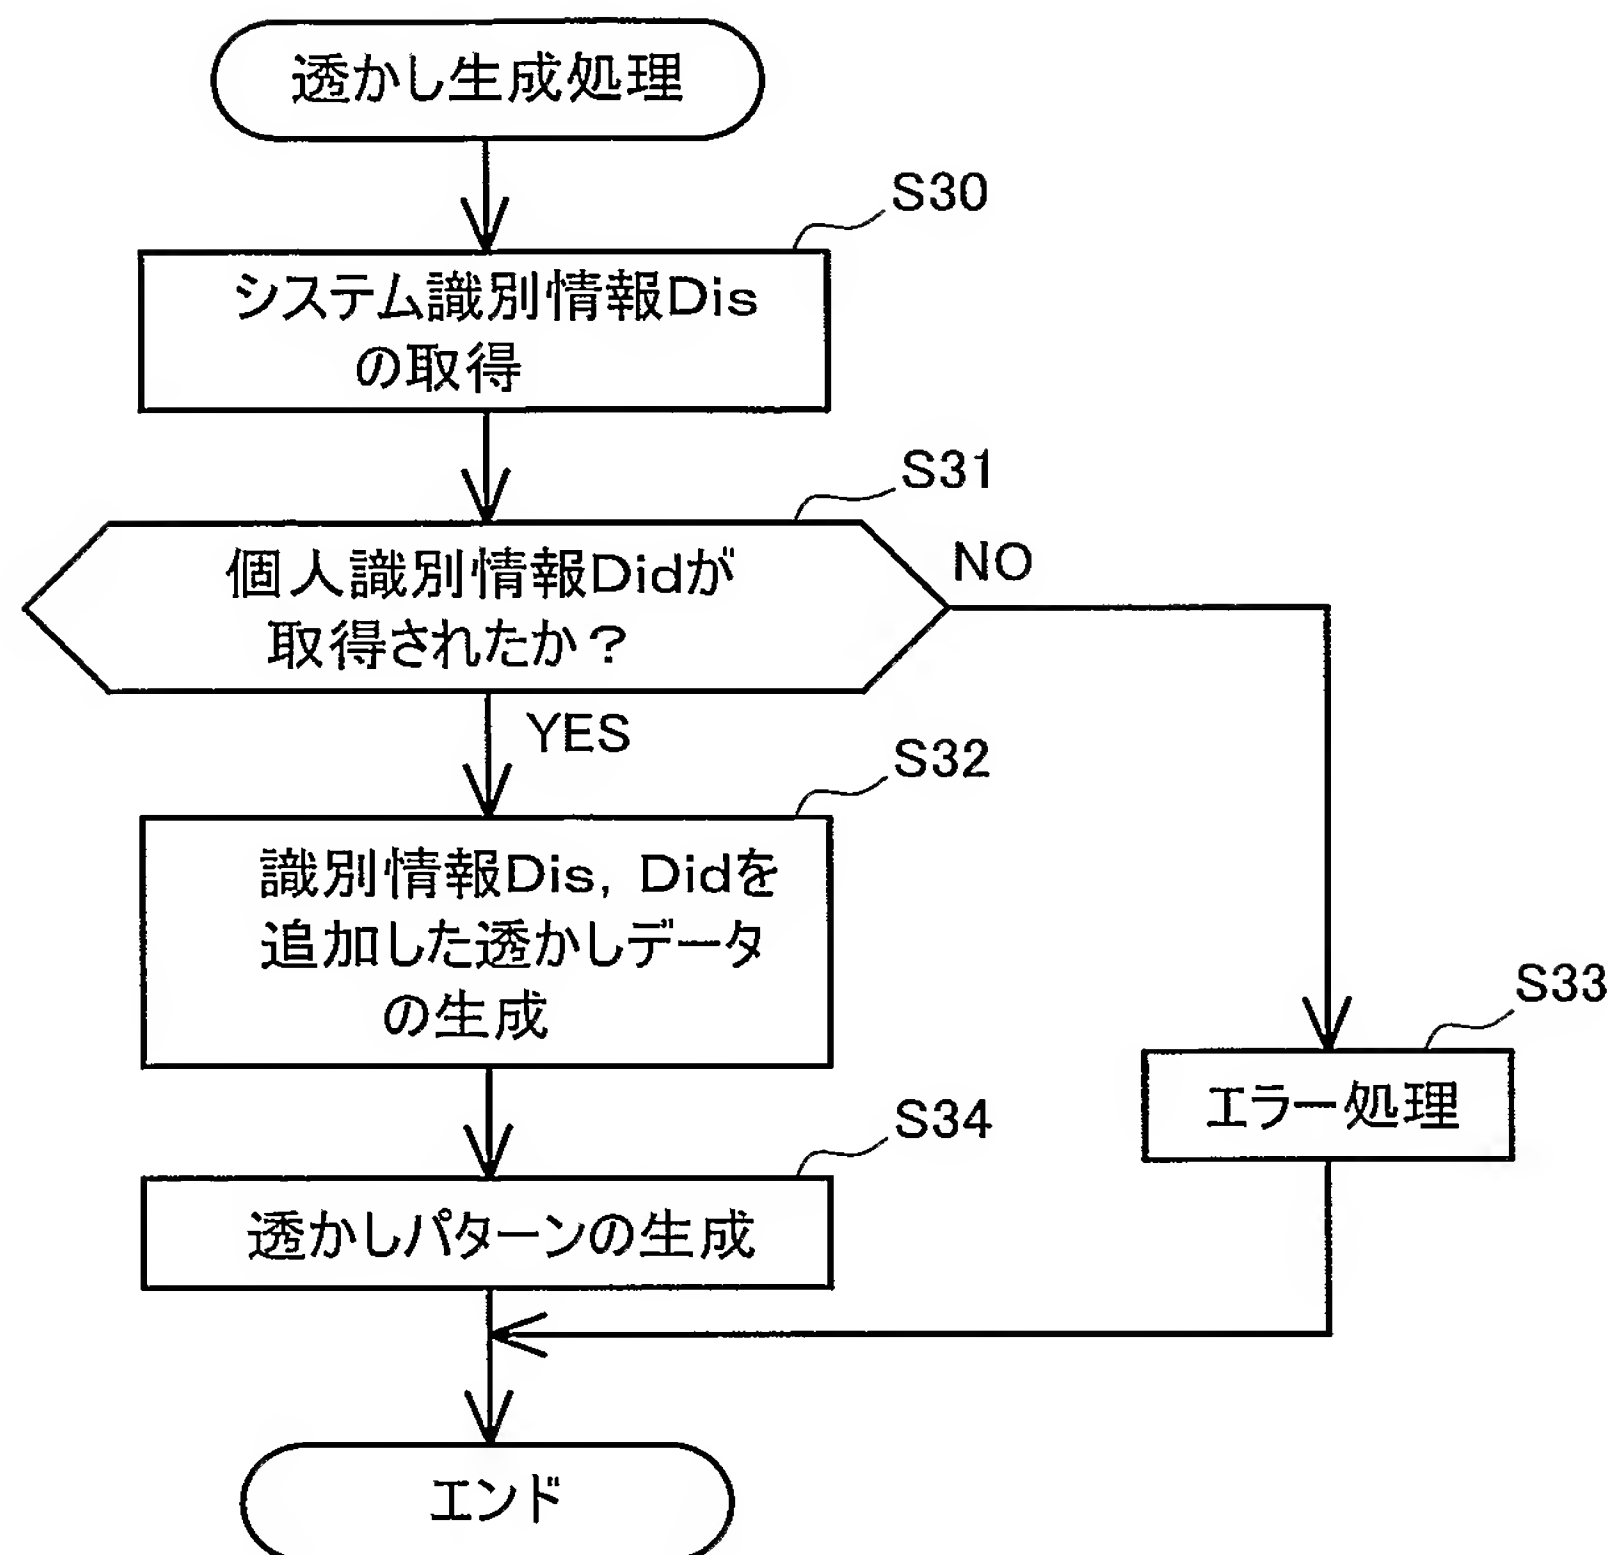 透かし生成処理
S30
システム識別情報Dis
の取得
S31
個人識別情報Didが
取得されたか？
NO
YES
S32
識別情報Dis, Didを
追加した透かしデータ
の生成
S33
エラー処理
S34
透かしパターンの生成
エンド